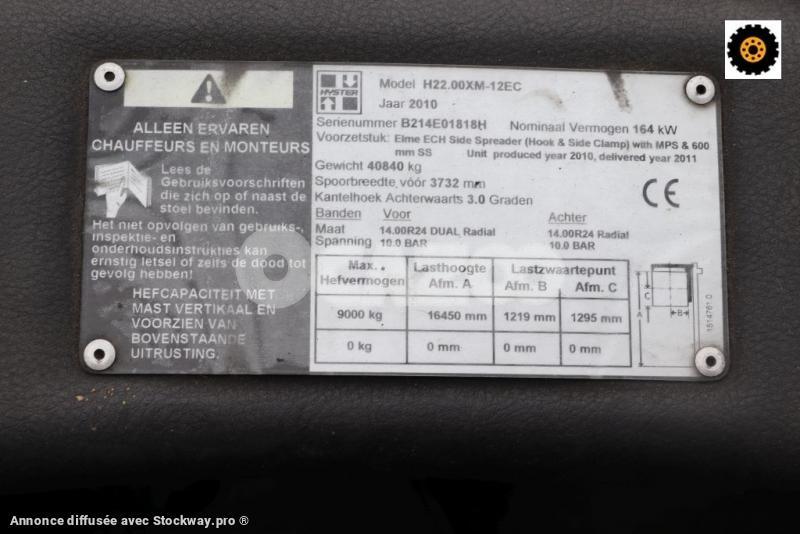 ALLEEN ERVAREN
CHAUFFEURS EN MONTEURS
Lees de
Gebruiksvoorschriften
die zich op of naast de
stoel bevinden.
Het niet opvolgen van gebruiks-,
inspektie- en
onderhoudsinstrukties kan
ernstig letsel of zelfs de dood tot
gevolg hebben!
HEFCAPACITEIT MET
MAST VERTIKAAL EN
VOORZIEN VAN
BOVENSTAANDE
UITRUSTING.
HYSTER
Model H22.00XM-12EC
Jaar 2010
Serienummer B214E01818H Nominaal Vermogen 164 kW
Voorzetstuk: Elme ECH Side Spreader (Hook & Side Clamp) with MPS & 600
mm SS Unit produced year 2010, delivered year 2011
Gewicht 40840 kg
Spoorbreedte vóór 3732 mm
Kantelhoek Achterwaarts 3.0 Graden
CE
Banden Voor Achter
Maat 14.00R24 DUAL Radial 14.00R24 Radial
Spanning 10.0 BAR 10.0 BAR
Max. Lasthoogte Lastzwaartepunt
Hefvermogen Afm. A Afm. B Afm. C
9000 kg 16450 mm 1219 mm 1295 mm
0 kg 0 mm 0 mm 0 mm
A
C
B
1514761 D
Annonce diffusée avec Stockway.pro ®